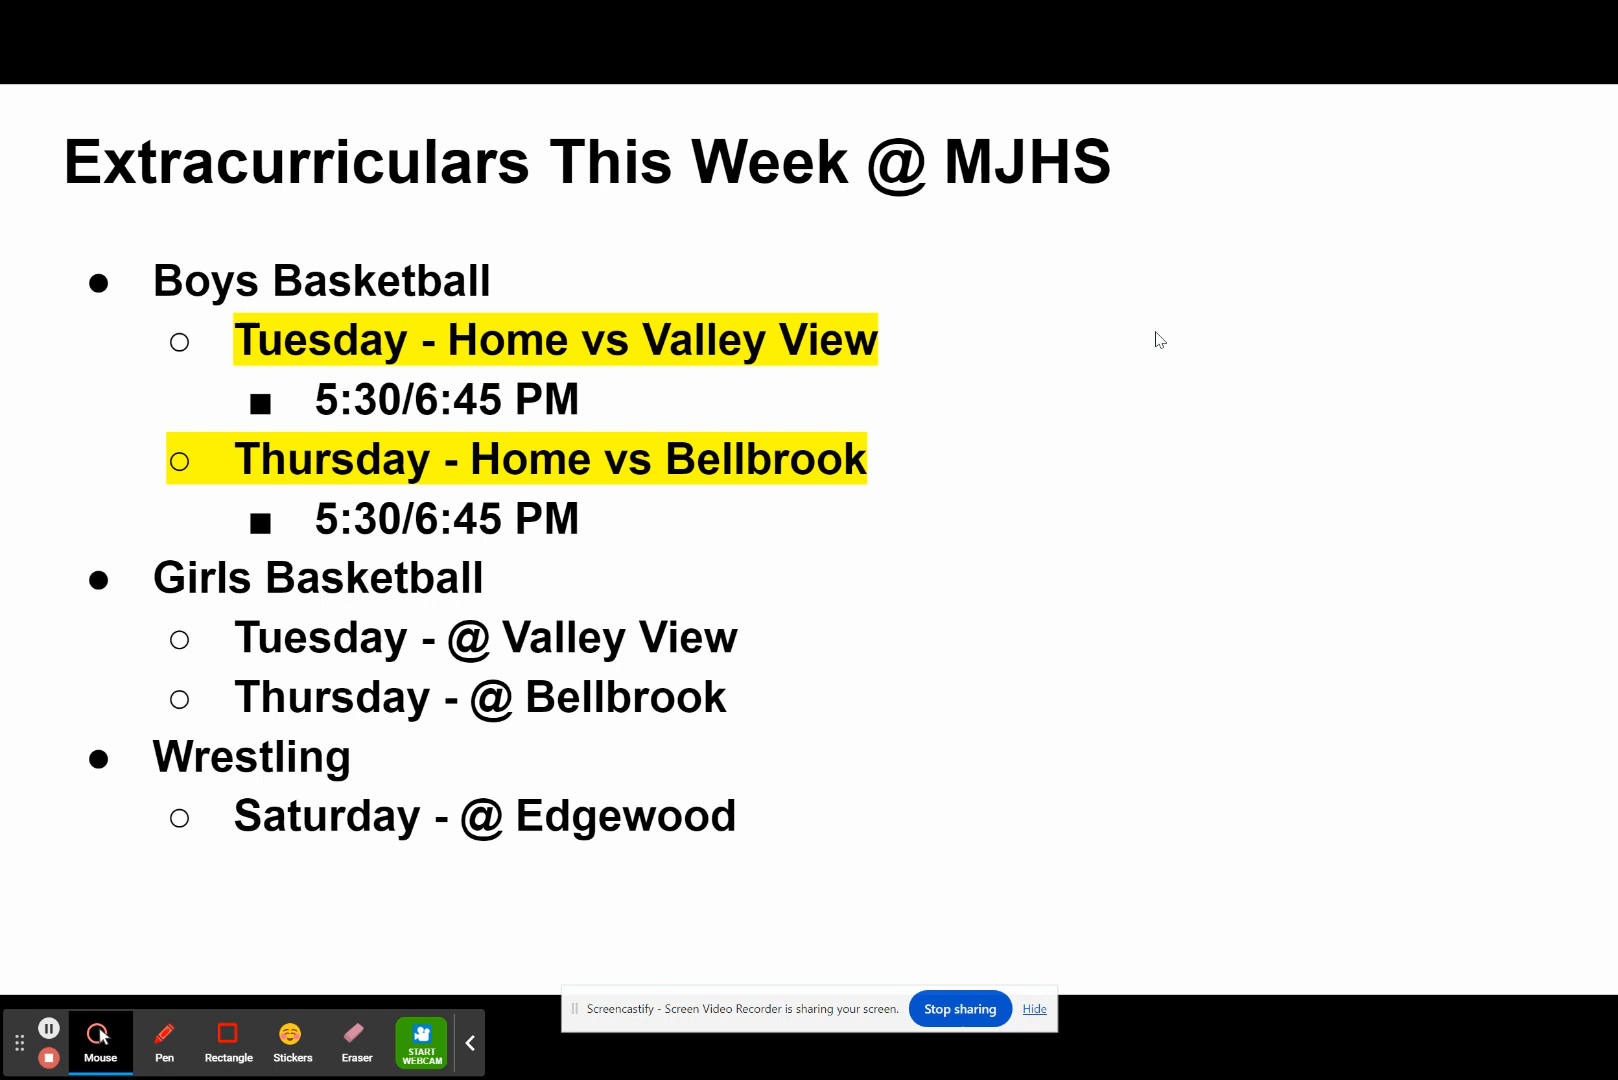 Extracurriculars This Week @ MJHS
● Boys Basketball
○ Tuesday - Home vs Valley View
■ 5:30/6:45 PM
○ Thursday - Home vs Bellbrook
■ 5:30/6:45 PM
● Girls Basketball
○ Tuesday - @ Valley View
○ Thursday - @ Bellbrook
● Wrestling
○ Saturday - @ Edgewood
Screencastify - Screen Video Recorder is sharing your screen. Stop sharing Hide
Mouse Pen Rectangle Stickers Eraser START WEBCAM